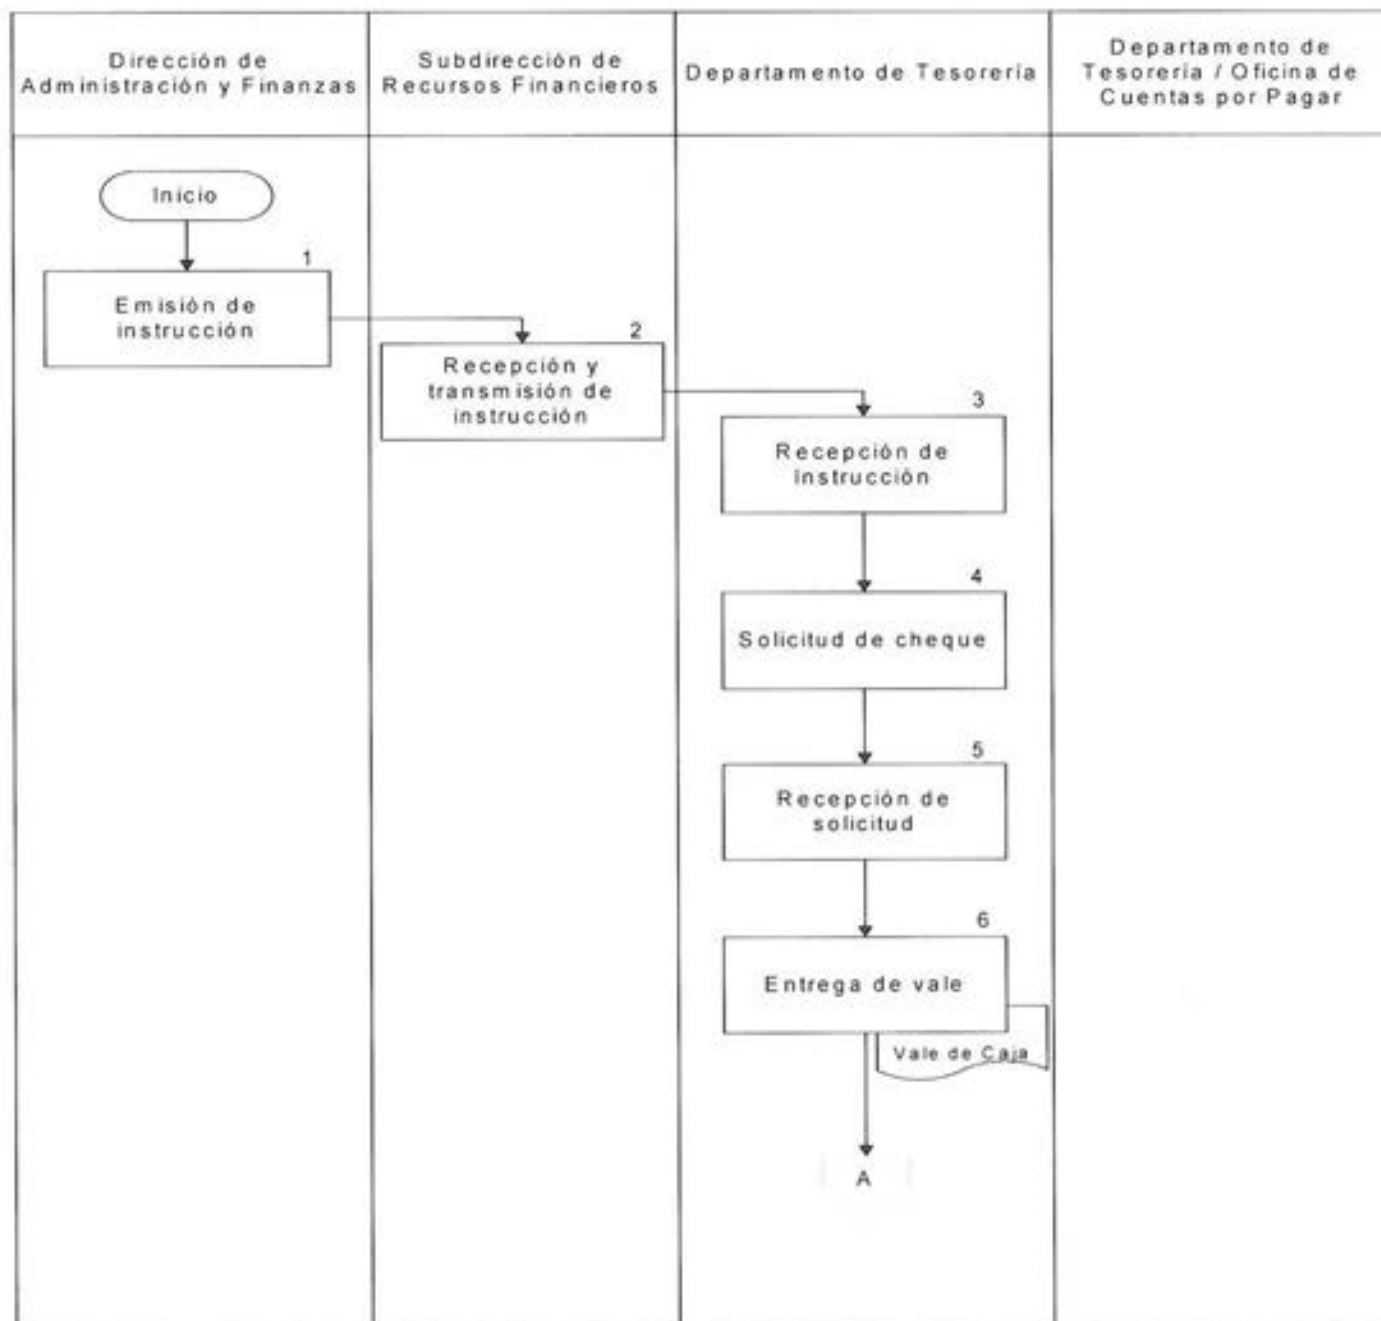 Dirección de
Administración y Finanzas
Subdirección de
Recursos Financieros
Departamento de Tesorería
Departamento de
Tesorería / Oficina de
Cuentas por Pagar
Inicio
1
Emisión de
instrucción
2
Recepción y
transmisión de
instrucción
3
Recepción de
Instrucción
4
Solicitud de cheque
5
Recepción de
solicitud
6
Entrega de vale
Vale de Caja
A